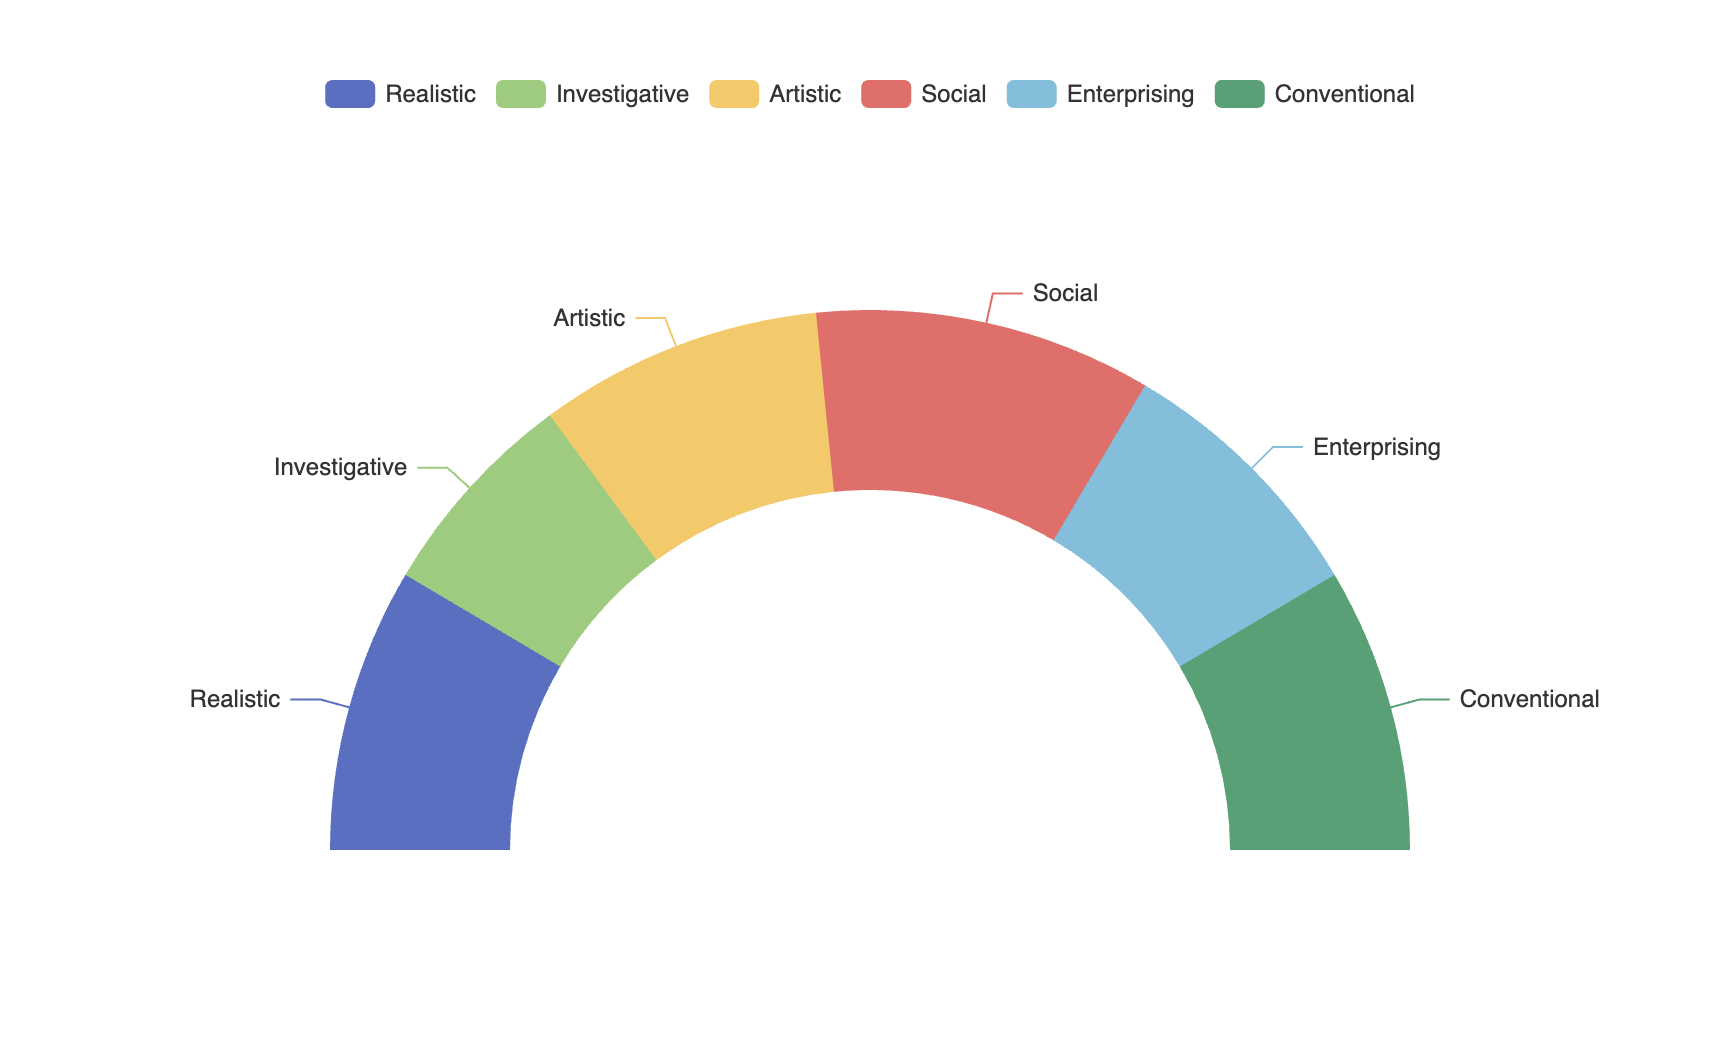 Realistic Investigative Artistic Social Enterprising Conventional
Social
Artistic
Enterprising
Investigative
Realistic
Conventional